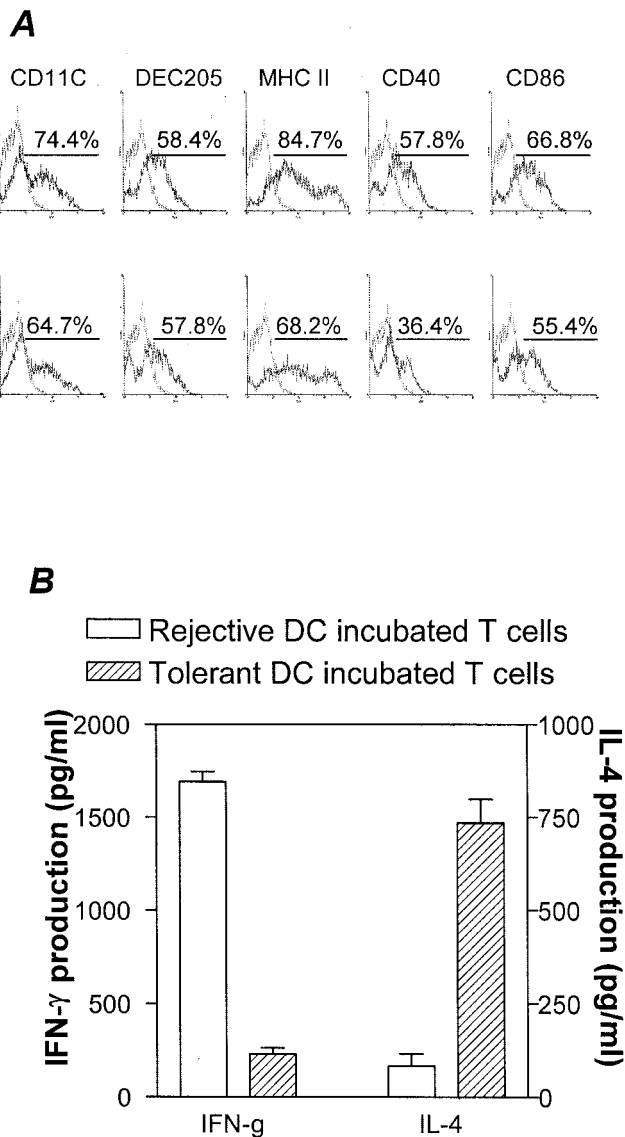 A
CD11C DEC205 MHC II CD40 CD86
74.4% 58.4% 84.7% 57.8% 66.8%
64.7% 57.8% 68.2% 36.4% 55.4%
B
Rejective DC incubated T cells
Tolerant DC incubated T cells
IFN-γ production (pg/ml)
2000
1500
1000
500
0
1000
750
500
250
0
IL-4 production (pg/ml)
IFN-g IL-4